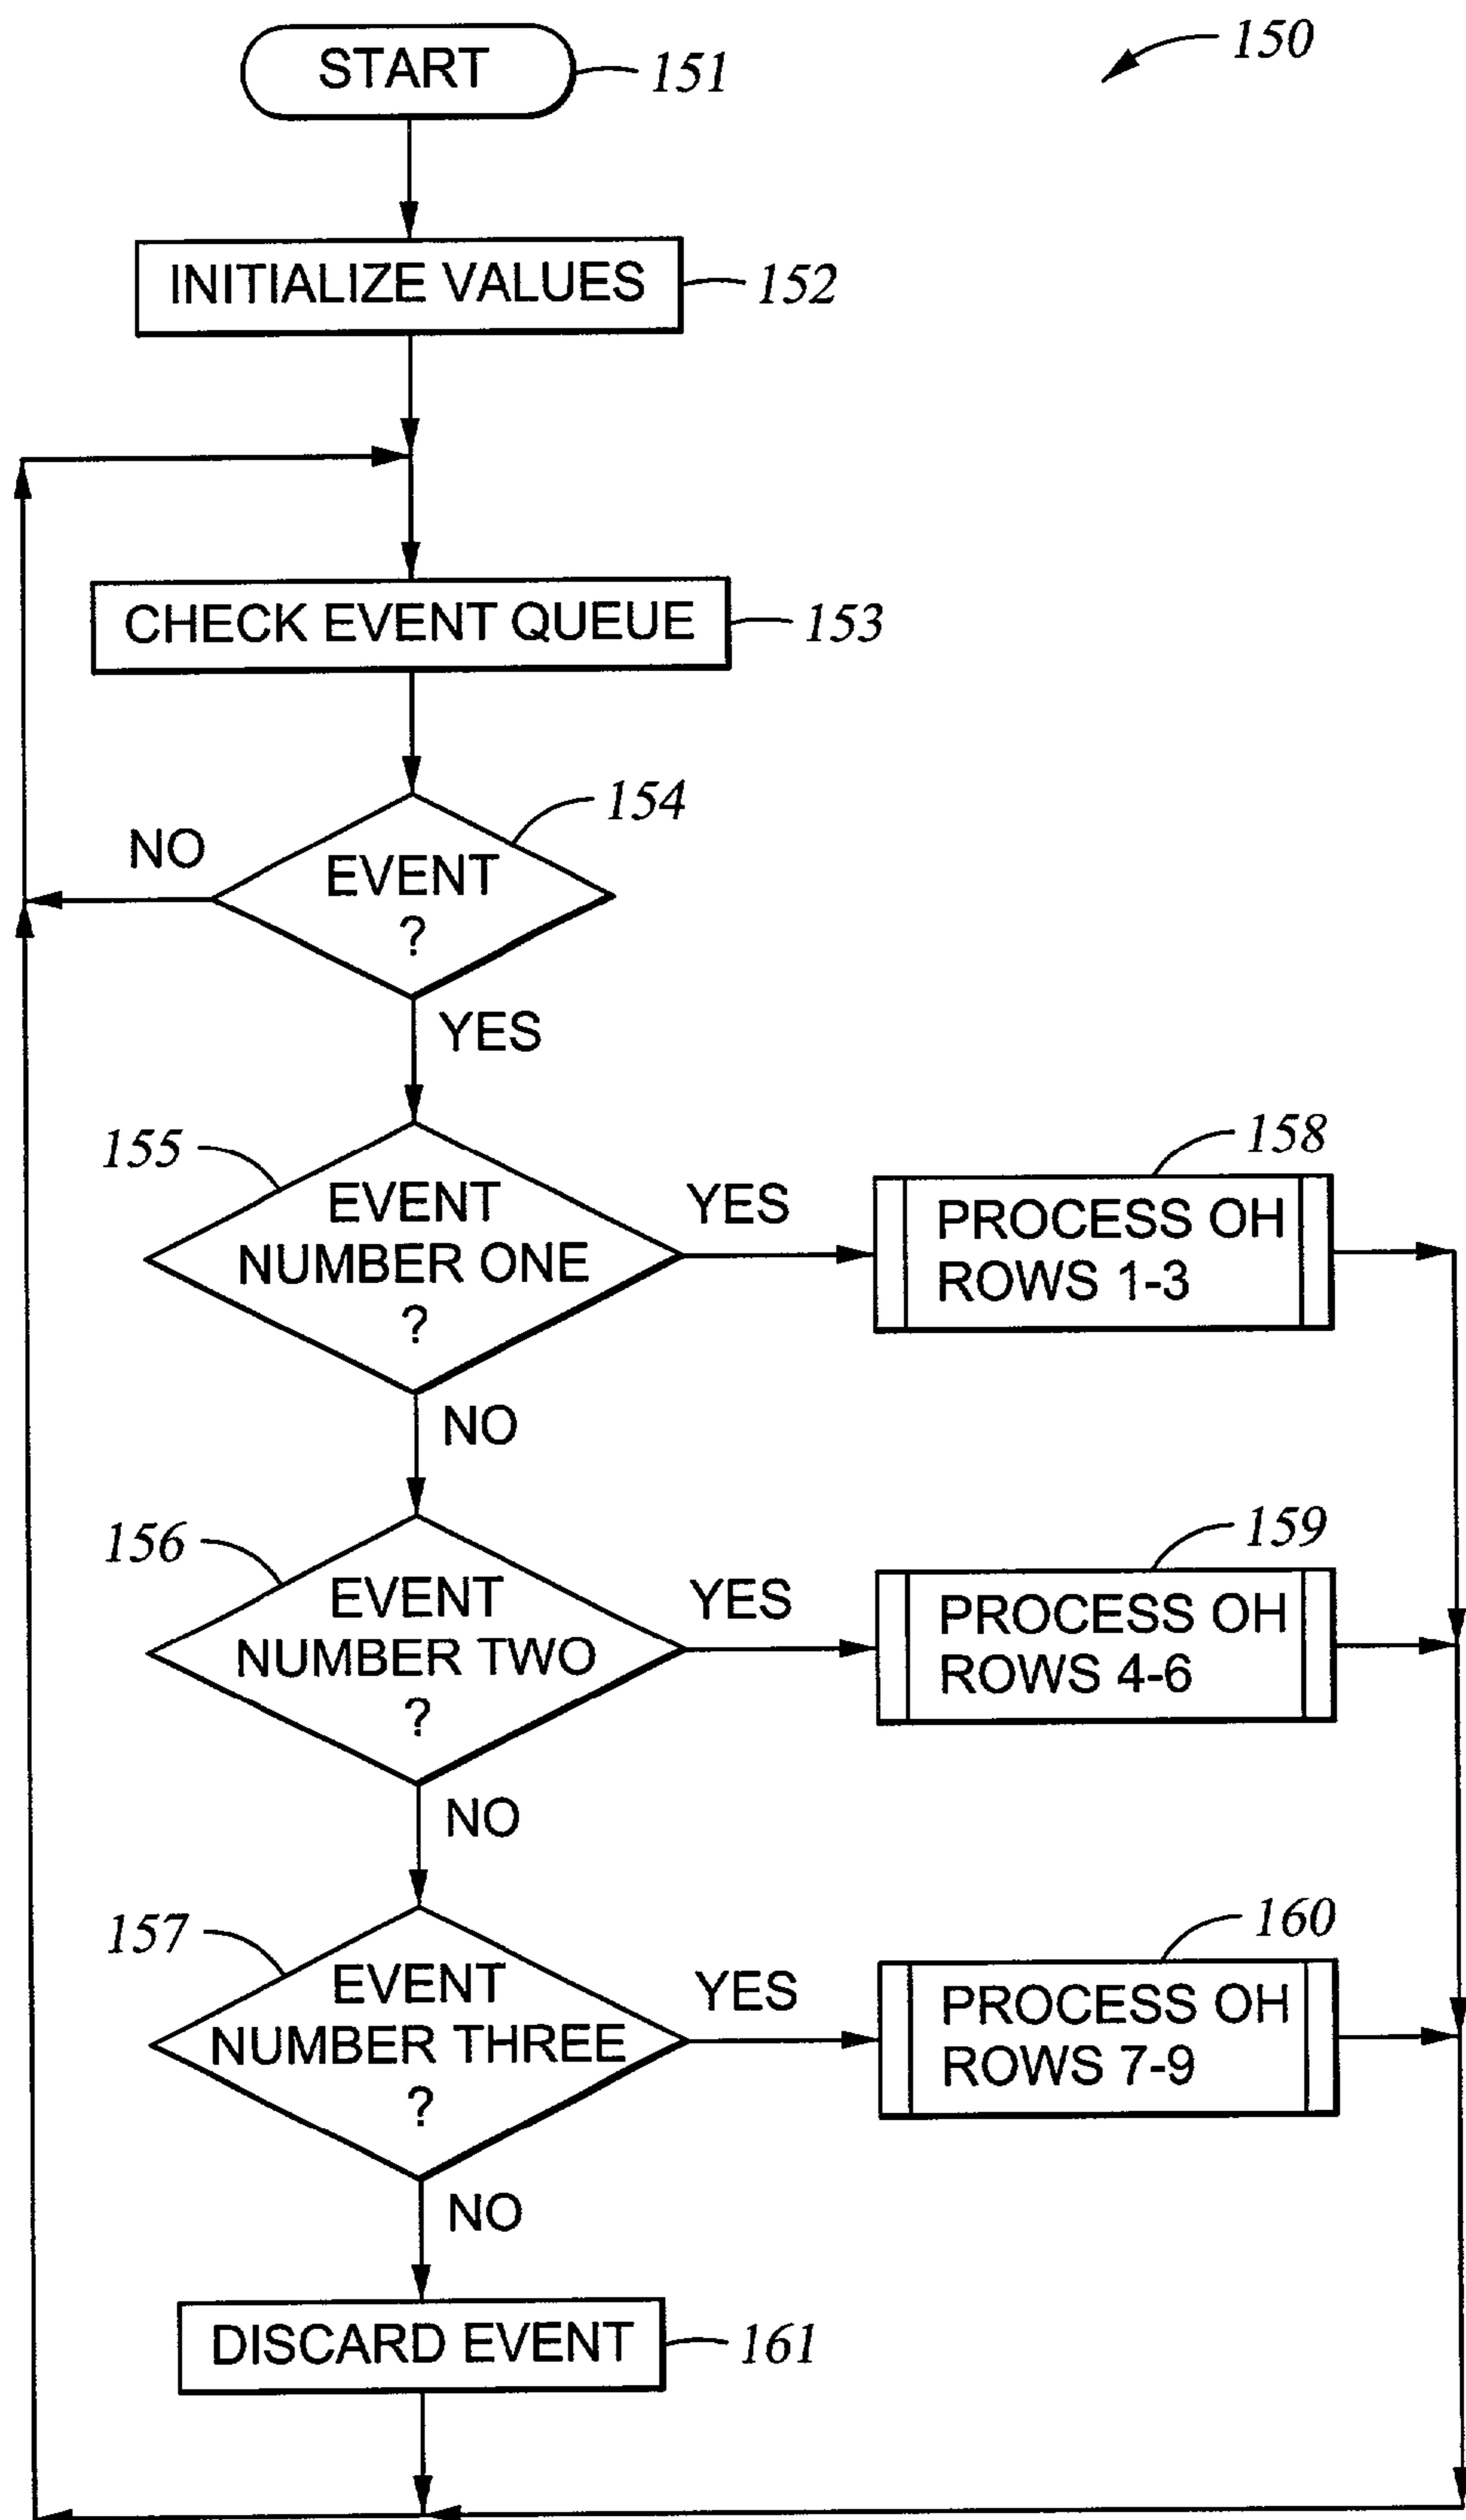 150
START
151
INITIALIZE VALUES
152
CHECK EVENT QUEUE
153
154
NO
EVENT
?
YES
155
EVENT
NUMBER ONE
?
YES
158
PROCESS OH
ROWS 1-3
NO
156
EVENT
NUMBER TWO
?
YES
159
PROCESS OH
ROWS 4-6
NO
157
EVENT
NUMBER THREE
?
YES
160
PROCESS OH
ROWS 7-9
NO
DISCARD EVENT
161